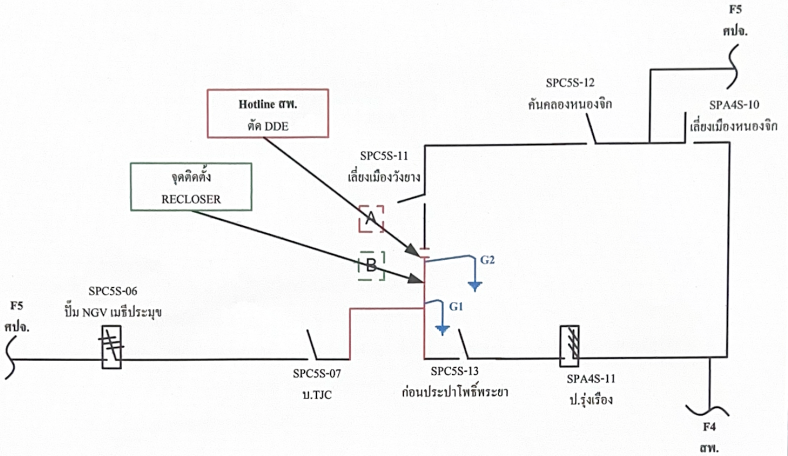 F5
ศปจ.
SPC5S-12
คันคลองหนองจิก
SPA4S-10
เลี่ยงเมืองหนองจิก
Hotline สพ.
ตัด DDE
SPC5S-11
เลี่ยงเมืองวังยาง
จุดติดตั้ง
RECLOSER
A
B
G2
G1
SPC5S-06
ปั๊ม NGV เมธีประมุข
F5
ศปจ.
SPC5S-07
บ.TJC
SPC5S-13
ก่อนประปาโพธิ์พระยา
SPA4S-11
ป.รุ่งเรือง
F4
สพ.